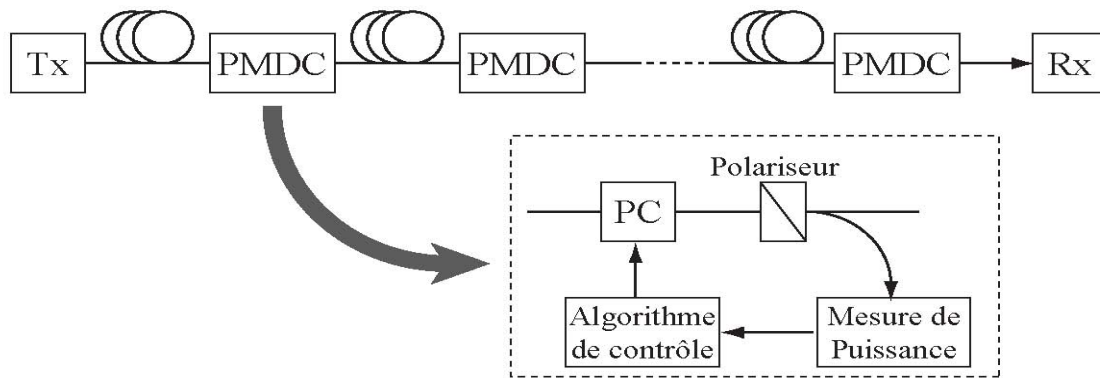 Tx
PMDC
PMDC
PMDC
Rx
Polariseur
PC
Algorithme
de contrôle
Mesure de
Puissance